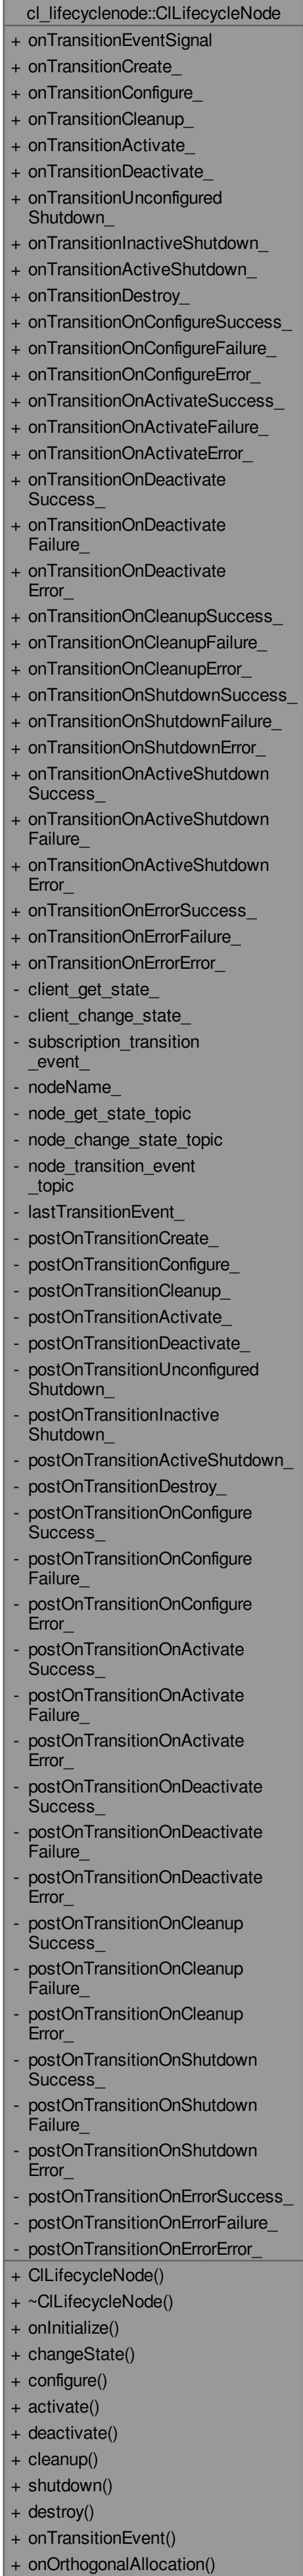 cl_lifecyclenode::ClLifecycleNode
+ onTransitionEventSignal
+ onTransitionCreate_
+ onTransitionConfigure_
+ onTransitionCleanup_
+ onTransitionActivate_
+ onTransitionDeactivate_
+ onTransitionUnconfigured
Shutdown_
+ onTransitionInactiveShutdown_
+ onTransitionActiveShutdown_
+ onTransitionDestroy_
+ onTransitionOnConfigureSuccess_
+ onTransitionOnConfigureFailure_
+ onTransitionOnConfigureError_
+ onTransitionOnActivateSuccess_
+ onTransitionOnActivateFailure_
+ onTransitionOnActivateError_
+ onTransitionOnDeactivate
Success_
+ onTransitionOnDeactivate
Failure_
+ onTransitionOnDeactivate
Error_
+ onTransitionOnCleanupSuccess_
+ onTransitionOnCleanupFailure_
+ onTransitionOnCleanupError_
+ onTransitionOnShutdownSuccess_
+ onTransitionOnShutdownFailure_
+ onTransitionOnShutdownError_
+ onTransitionOnActiveShutdown
Success_
+ onTransitionOnActiveShutdown
Failure_
+ onTransitionOnActiveShutdown
Error_
+ onTransitionOnErrorSuccess_
+ onTransitionOnErrorFailure_
+ onTransitionOnErrorError_
- client_get_state_
- client_change_state_
- subscription_transition
_event_
- nodeName_
- node_get_state_topic
- node_change_state_topic
- node_transition_event
_topic
- lastTransitionEvent_
- postOnTransitionCreate_
- postOnTransitionConfigure_
- postOnTransitionCleanup_
- postOnTransitionActivate_
- postOnTransitionDeactivate_
- postOnTransitionUnconfigured
Shutdown_
- postOnTransitionInactive
Shutdown_
- postOnTransitionActiveShutdown_
- postOnTransitionDestroy_
- postOnTransitionOnConfigure
Success_
- postOnTransitionOnConfigure
Failure_
- postOnTransitionOnConfigure
Error_
- postOnTransitionOnActivate
Success_
- postOnTransitionOnActivate
Failure_
- postOnTransitionOnActivate
Error_
- postOnTransitionOnDeactivate
Success_
- postOnTransitionOnDeactivate
Failure_
- postOnTransitionOnDeactivate
Error_
- postOnTransitionOnCleanup
Success_
- postOnTransitionOnCleanup
Failure_
- postOnTransitionOnCleanup
Error_
- postOnTransitionOnShutdown
Success_
- postOnTransitionOnShutdown
Failure_
- postOnTransitionOnShutdown
Error_
- postOnTransitionOnErrorSuccess_
- postOnTransitionOnErrorFailure_
- postOnTransitionOnErrorError_
+ ClLifecycleNode()
+ ~ClLifecycleNode()
+ onInitialize()
+ changeState()
+ configure()
+ activate()
+ deactivate()
+ cleanup()
+ shutdown()
+ destroy()
+ onTransitionEvent()
+ onOrthogonalAllocation()